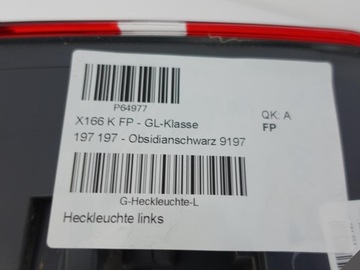 P64977
X166 K FP - GL-Klasse
197 197 - Obsidianschwarz 9197
QK. A
FP
G-Heckleuchte-L
Heckleuchte links